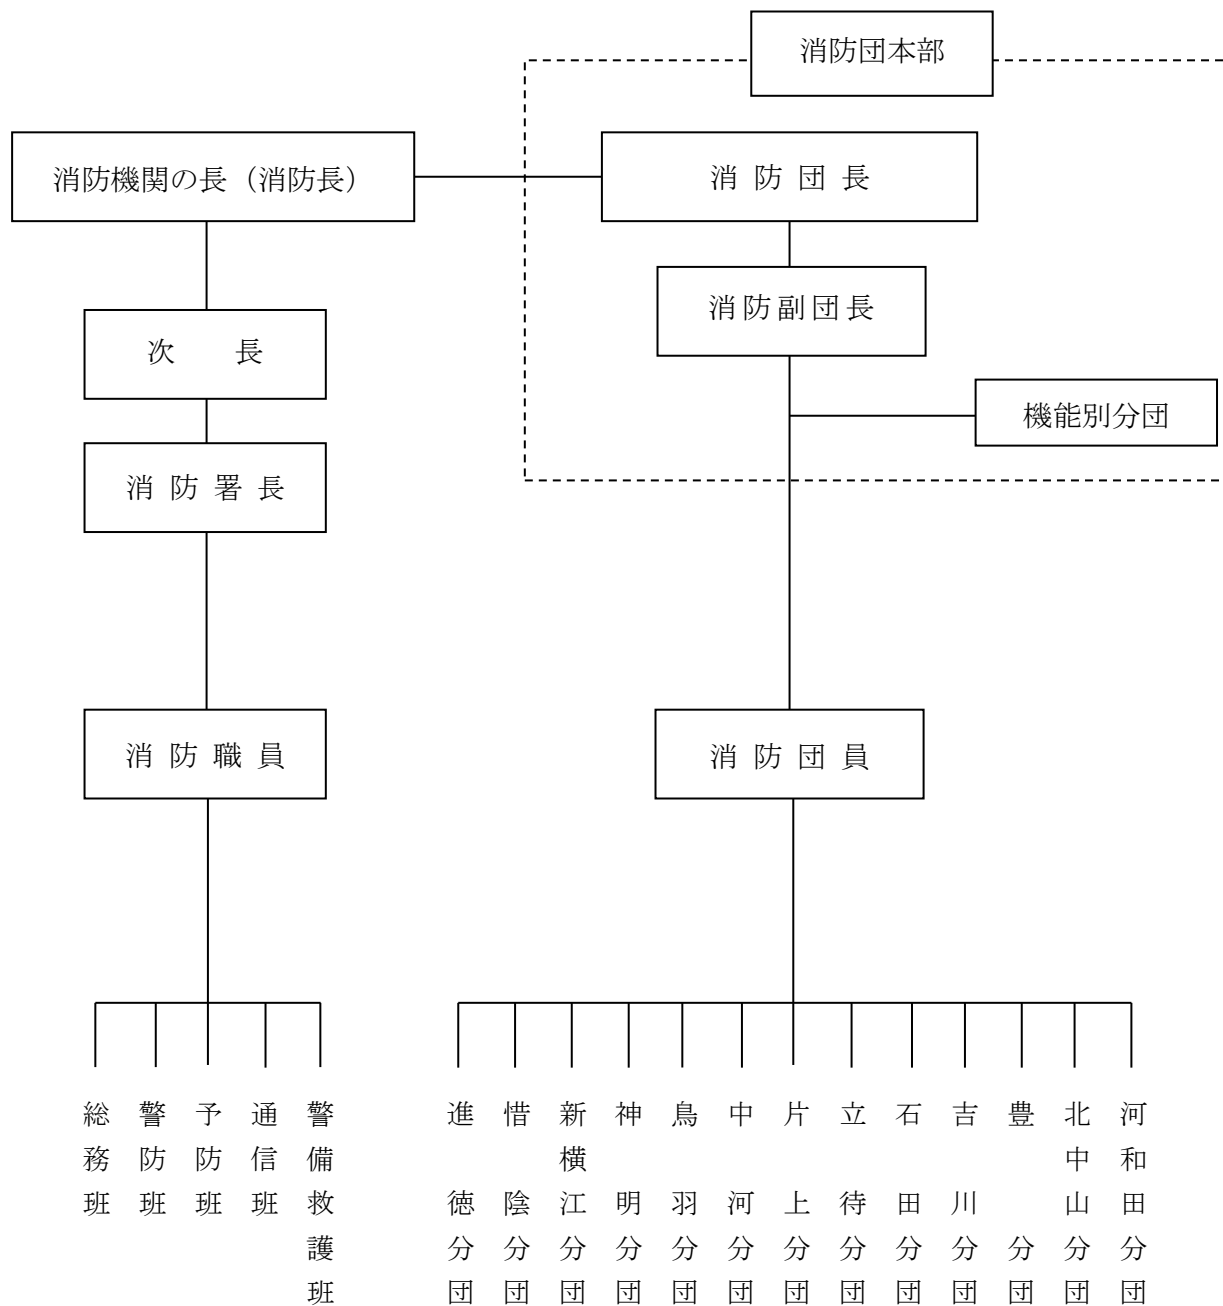 消防団本部
消防機関の長（消防長）
消防団長
消防副団長
次　長
機能別分団
消防署長
消防職員
消防団員
総務班
警防班
予防班
通信班
警備救護班
進徳分団
惜陰分団
新横江分団
神明分団
鳥羽分団
中河分団
片上分団
立待分団
石田分団
吉川分団
豊分団
北中山分団
河和田分団